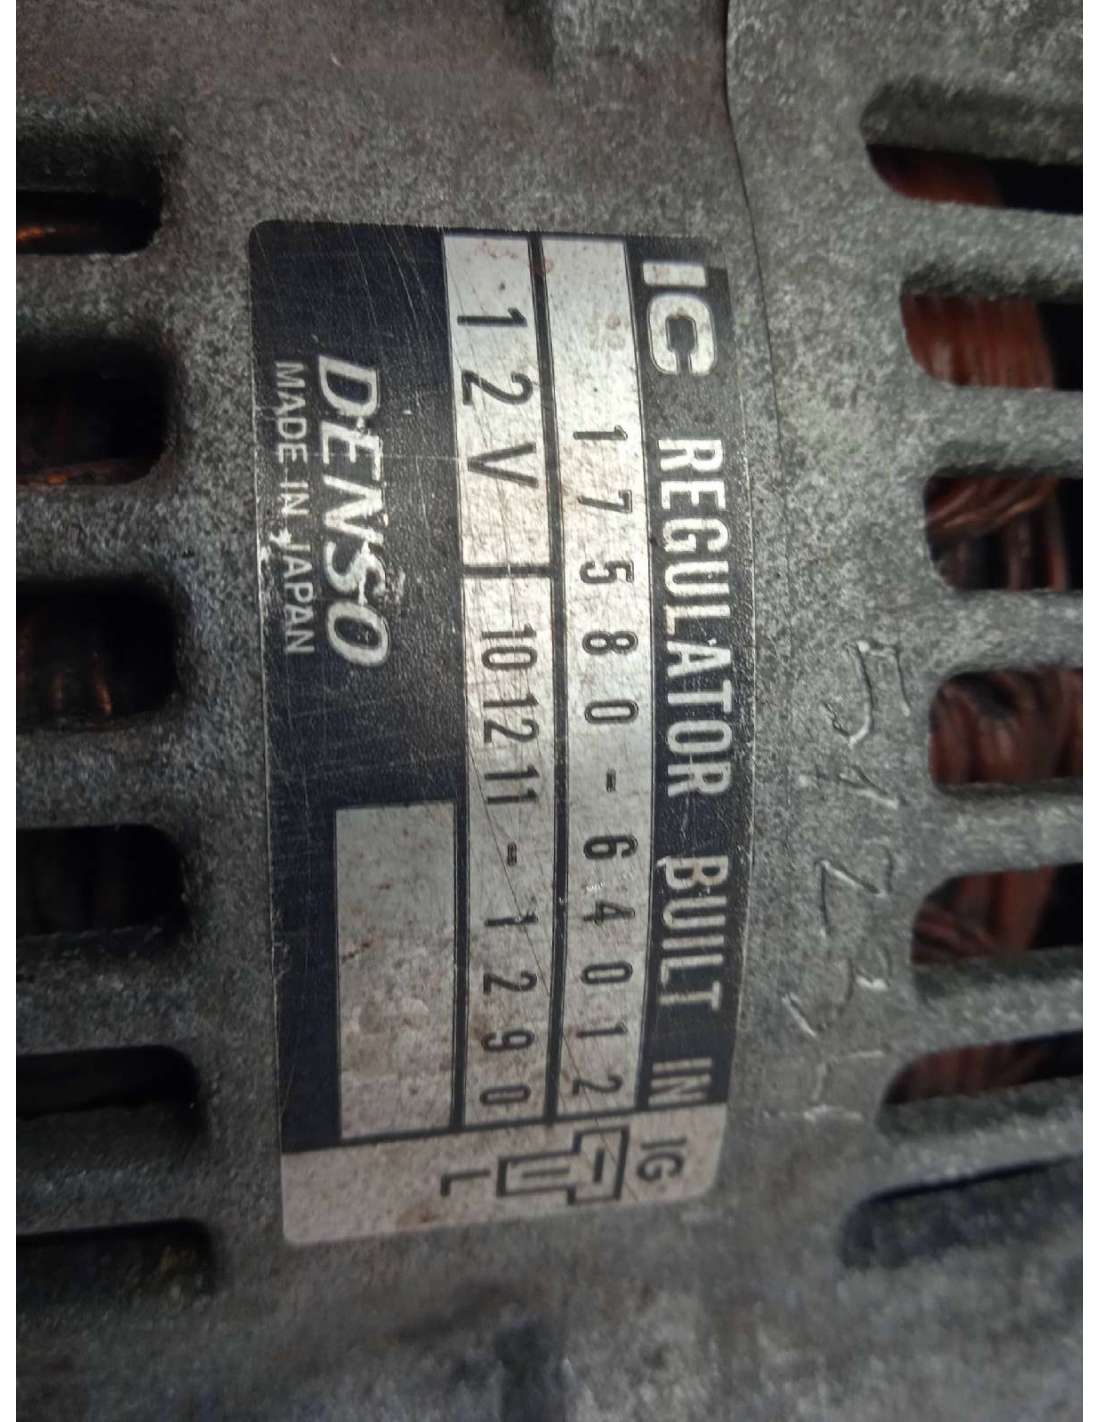 IC REGULATOR BUILT IN
17580-64012
12V
101211-1290
DENSO
MADE IN JAPAN
IG
L